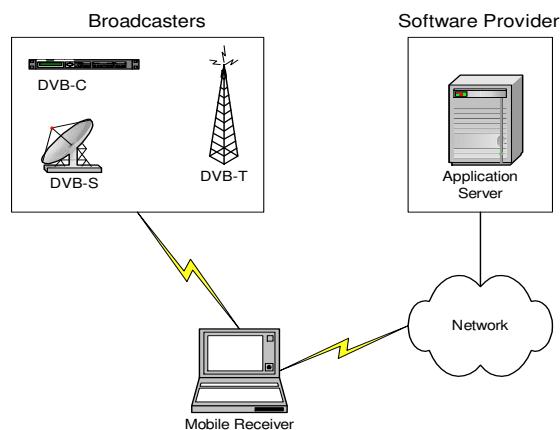 Broadcasters
DVB-C
DVB-S
DVB-T
Software Provider
Application
Server
Network
Mobile Receiver